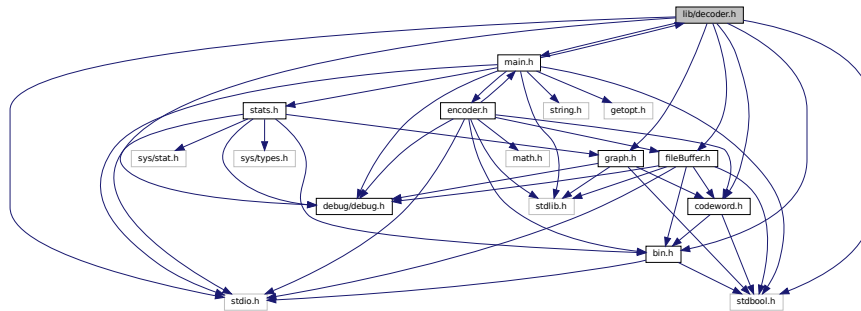 lib/decoder.h
main.h
stats.h
encoder.h
string.h
getopt.h
sys/stat.h
sys/types.h
math.h
graph.h
fileBuffer.h
debug/debug.h
stdlib.h
codeword.h
bin.h
stdio.h
stdbool.h